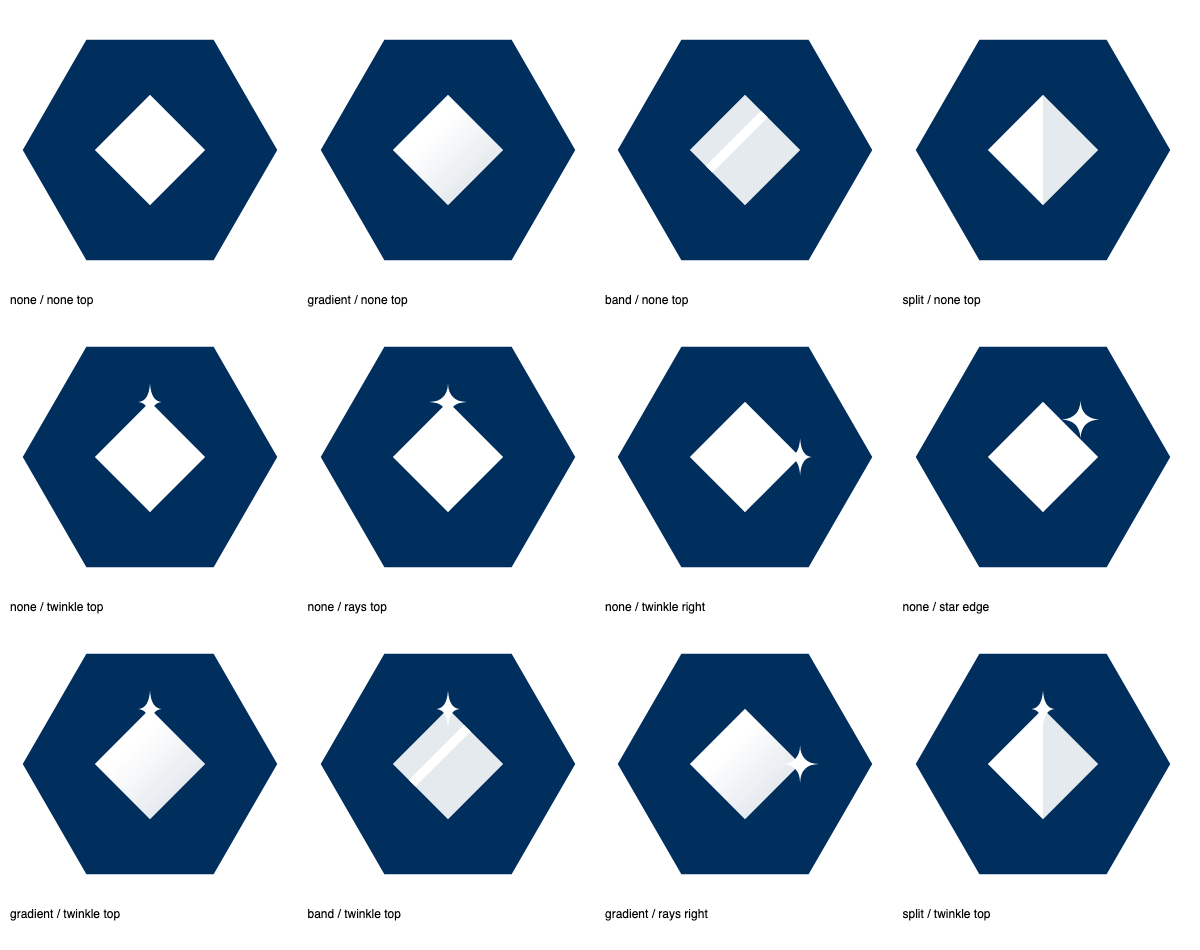 none / none top
gradient / none top
band / none top
split / none top
none / twinkle top
none / rays top
none / twinkle right
none / star edge
gradient / twinkle top
band / twinkle top
gradient / rays right
split / twinkle top